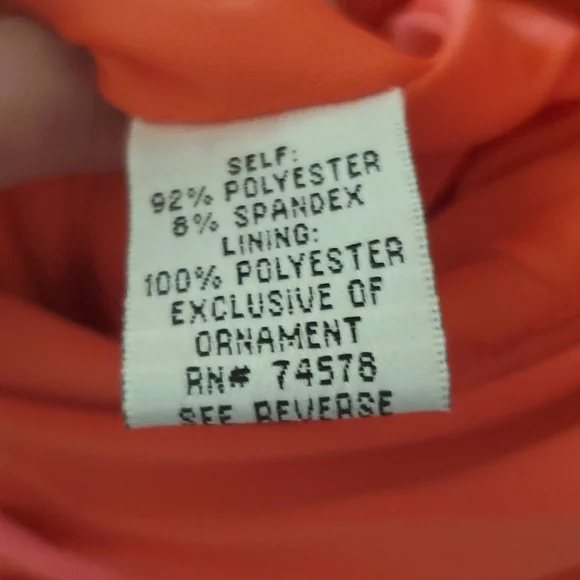 SELF:
92% POLYESTER
8% SPANDEX
LINING:
100% POLYESTER
EXCLUSIVE OF
ORNAMENT
RN# 74578
SEE REVERSE